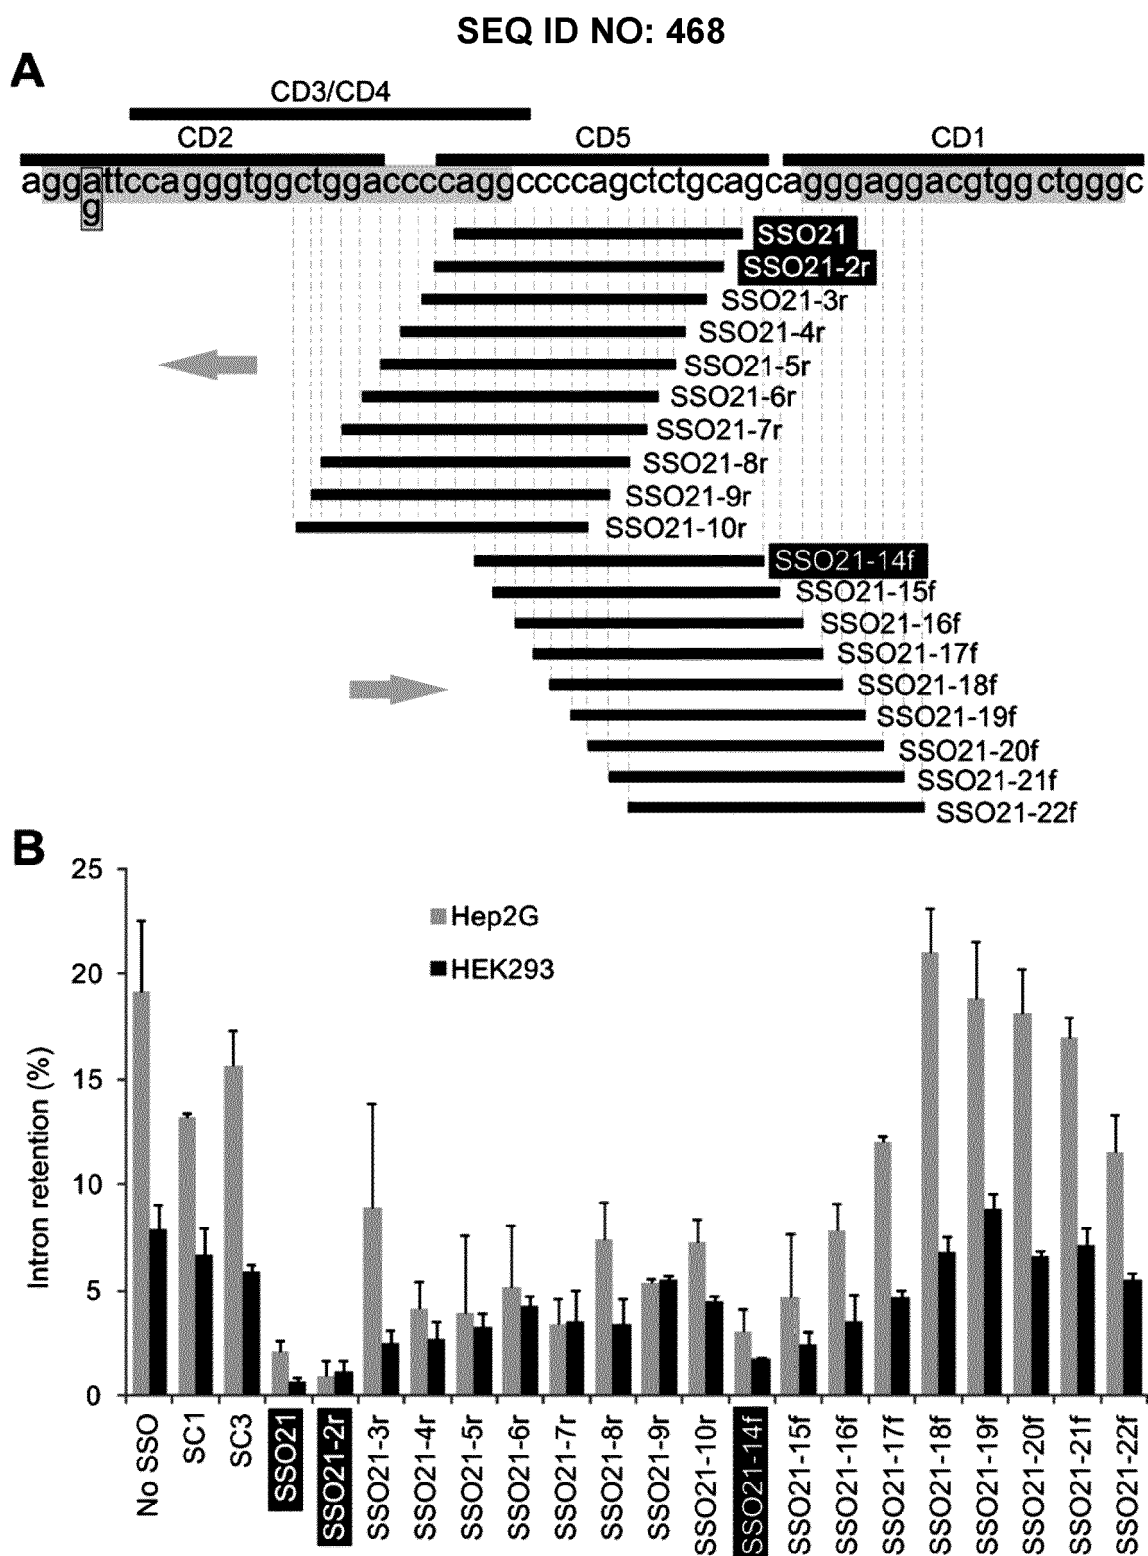 SEQ ID NO: 468
A
CD3/CD4
CD2 CD5 CD1
aggattccagggtggctggaccccaggccccagctctgcagcagggaggacgtggctgggc
g
SSO21
SSO21-2r
SSO21-3r
SSO21-4r
SSO21-5r
SSO21-6r
SSO21-7r
SSO21-8r
SSO21-9r
SSO21-10r
SSO21-14f
SSO21-15f
SSO21-16f
SSO21-17f
SSO21-18f
SSO21-19f
SSO21-20f
SSO21-21f
SSO21-22f
B
25
20
15
10
5
0
Intron retention (%)
Hep2G
HEK293
No SSO
SC1
SC3
SSO21
SSO21-2r
SSO21-3r
SSO21-4r
SSO21-5r
SSO21-6r
SSO21-7r
SSO21-8r
SSO21-9r
SSO21-10r
SSO21-14f
SSO21-15f
SSO21-16f
SSO21-17f
SSO21-18f
SSO21-19f
SSO21-20f
SSO21-21f
SSO21-22f